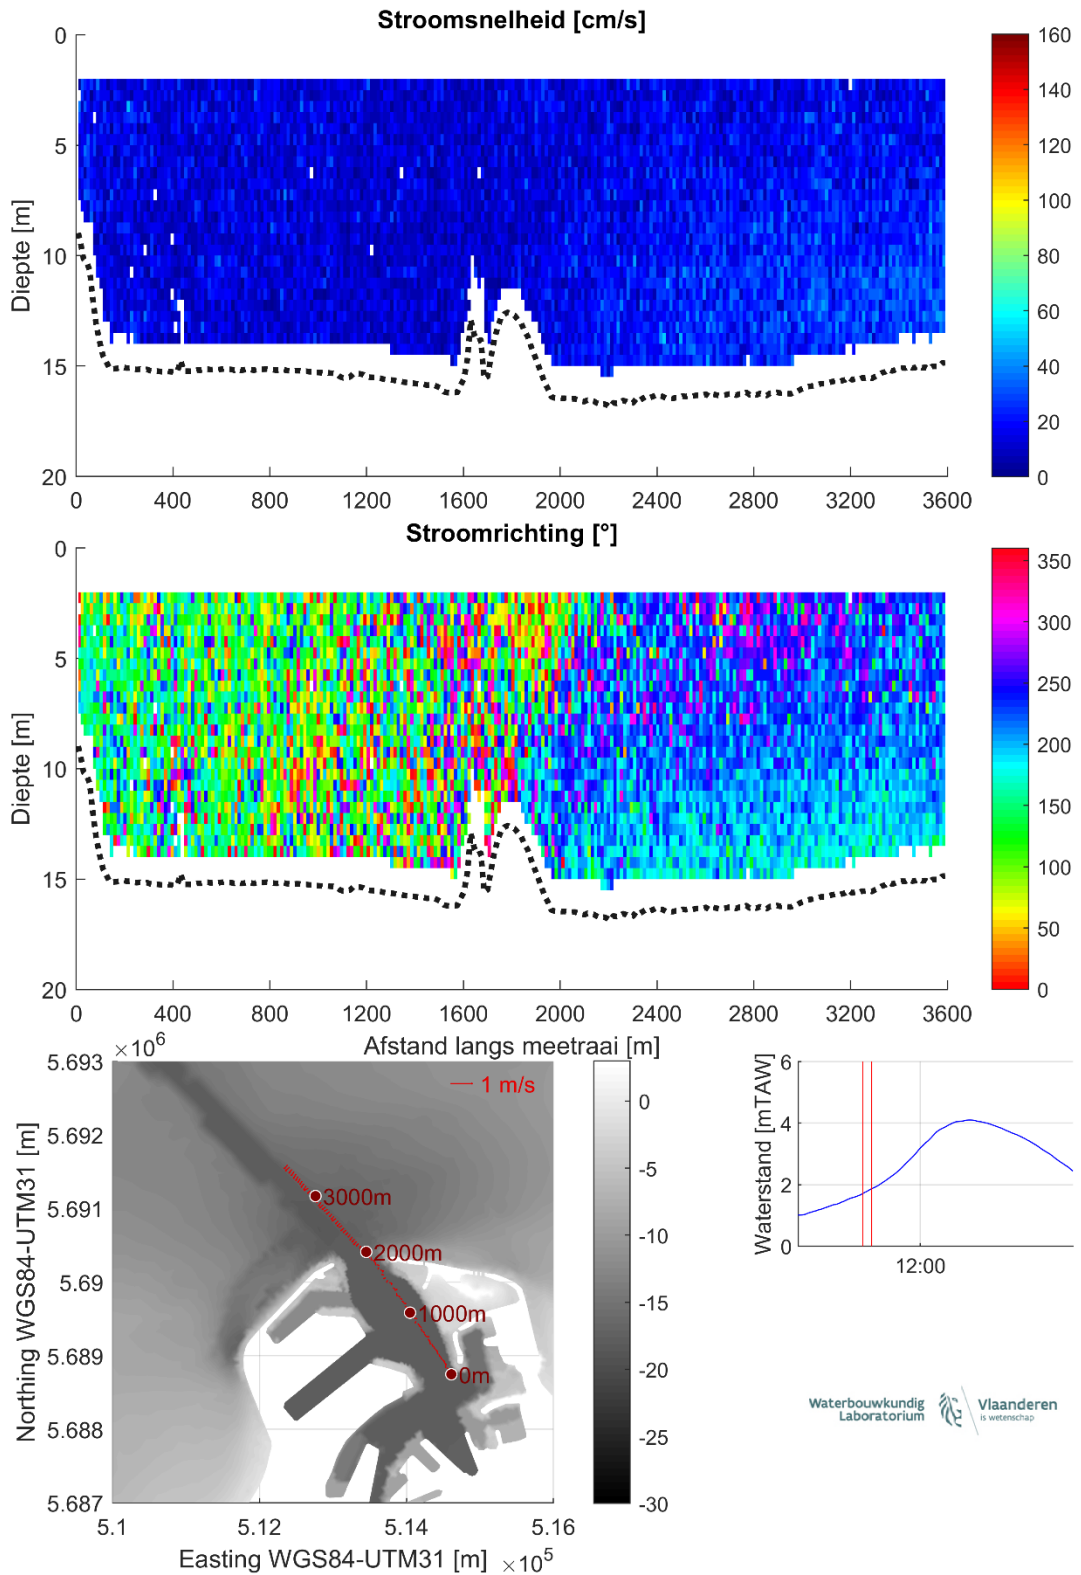 Stroomsnelheid [cm/s]
0
5
10
15
20
Diepte [m]
0 400 800 1200 1600 2000 2400 2800 3200 3600
160
140
120
100
80
60
40
20
0
Stroomrichting [°]
0
5
10
15
20
Diepte [m]
0 400 800 1200 1600 2000 2400 2800 3200 3600
350
300
250
200
150
100
50
0
Afstand langs meetraai [m]
×10⁶
5.693
5.692
5.691
5.69
5.689
5.688
5.687
Northing WGS84-UTM31 [m]
1 m/s
3000m
2000m
1000m
0m
5.1 5.12 5.14 5.16
Easting WGS84-UTM31 [m] ×10⁵
0
-5
-10
-15
-20
-25
-30
Waterstand [mTAW]
6
4
2
0
12:00
Waterbouwkundig
Laboratorium
Vlaanderen
is wetenschap